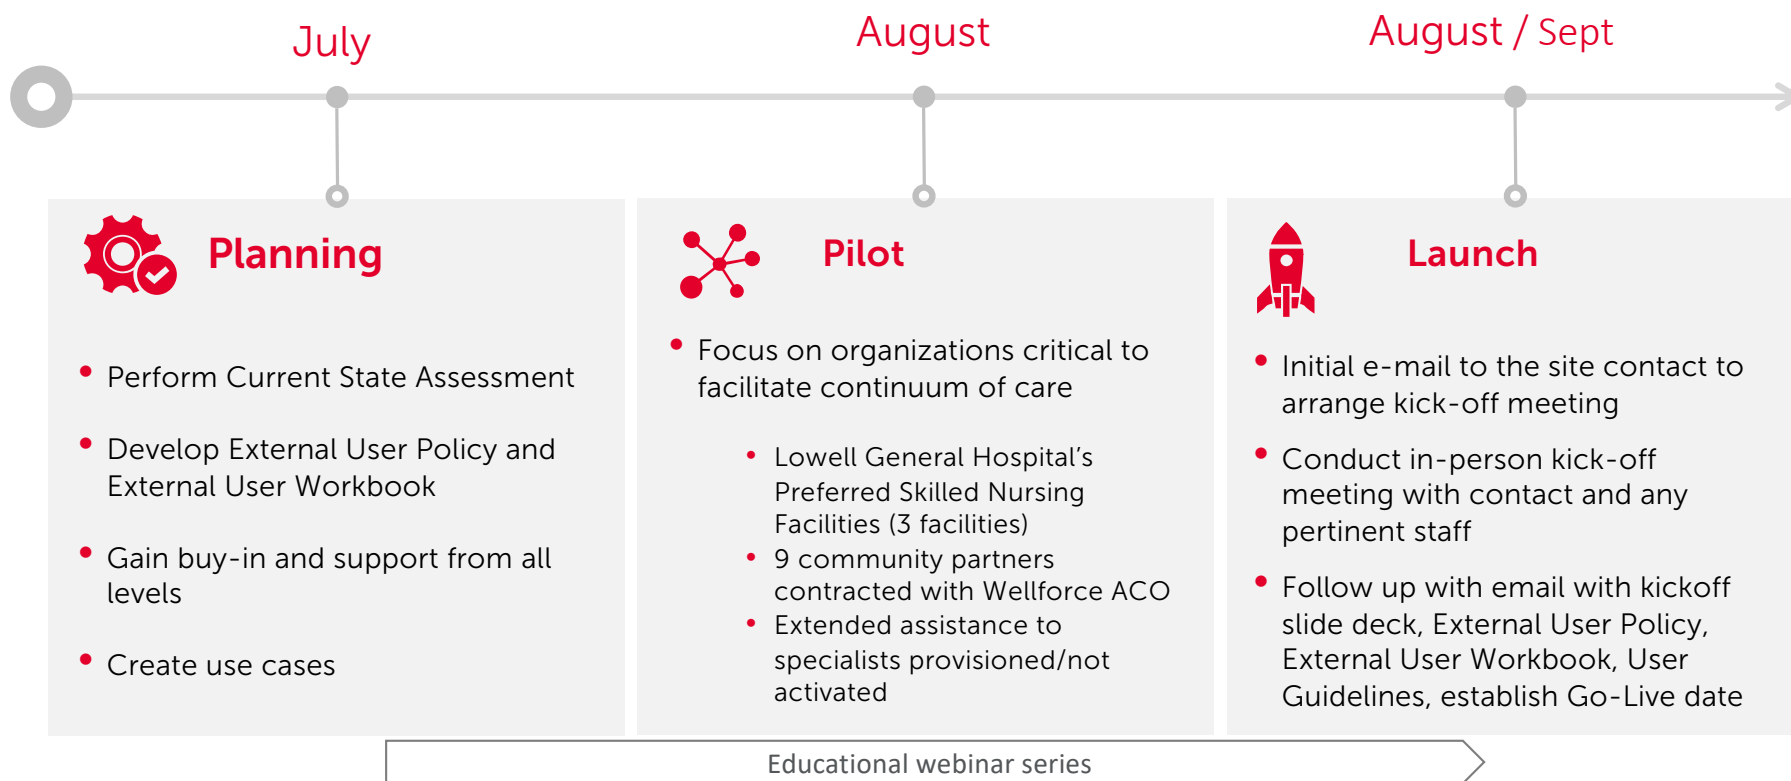 July
August
August / Sept
Planning
• Perform Current State Assessment
• Develop External User Policy and
External User Workbook
• Gain buy-in and support from all
levels
• Create use cases
Pilot
• Focus on organizations critical to
facilitate continuum of care
• Lowell General Hospital’s
Preferred Skilled Nursing
Facilities (3 facilities)
• 9 community partners
contracted with Wellforce ACO
• Extended assistance to
specialists provisioned/not
activated
Launch
• Initial e-mail to the site contact to
arrange kick-off meeting
• Conduct in-person kick-off
meeting with contact and any
pertinent staff
• Follow up with email with kickoff
slide deck, External User Policy,
External User Workbook, User
Guidelines, establish Go-Live date
Educational webinar series